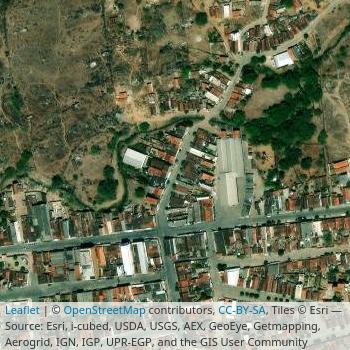 Leaflet | © OpenStreetMap contributors, CC-BY-SA, Tiles © Esri —
Source: Esri, i-cubed, USDA, USGS, AEX, GeoEye, Getmapping,
Aerogrid, IGN, IGP, UPR-EGP, and the GIS User Community